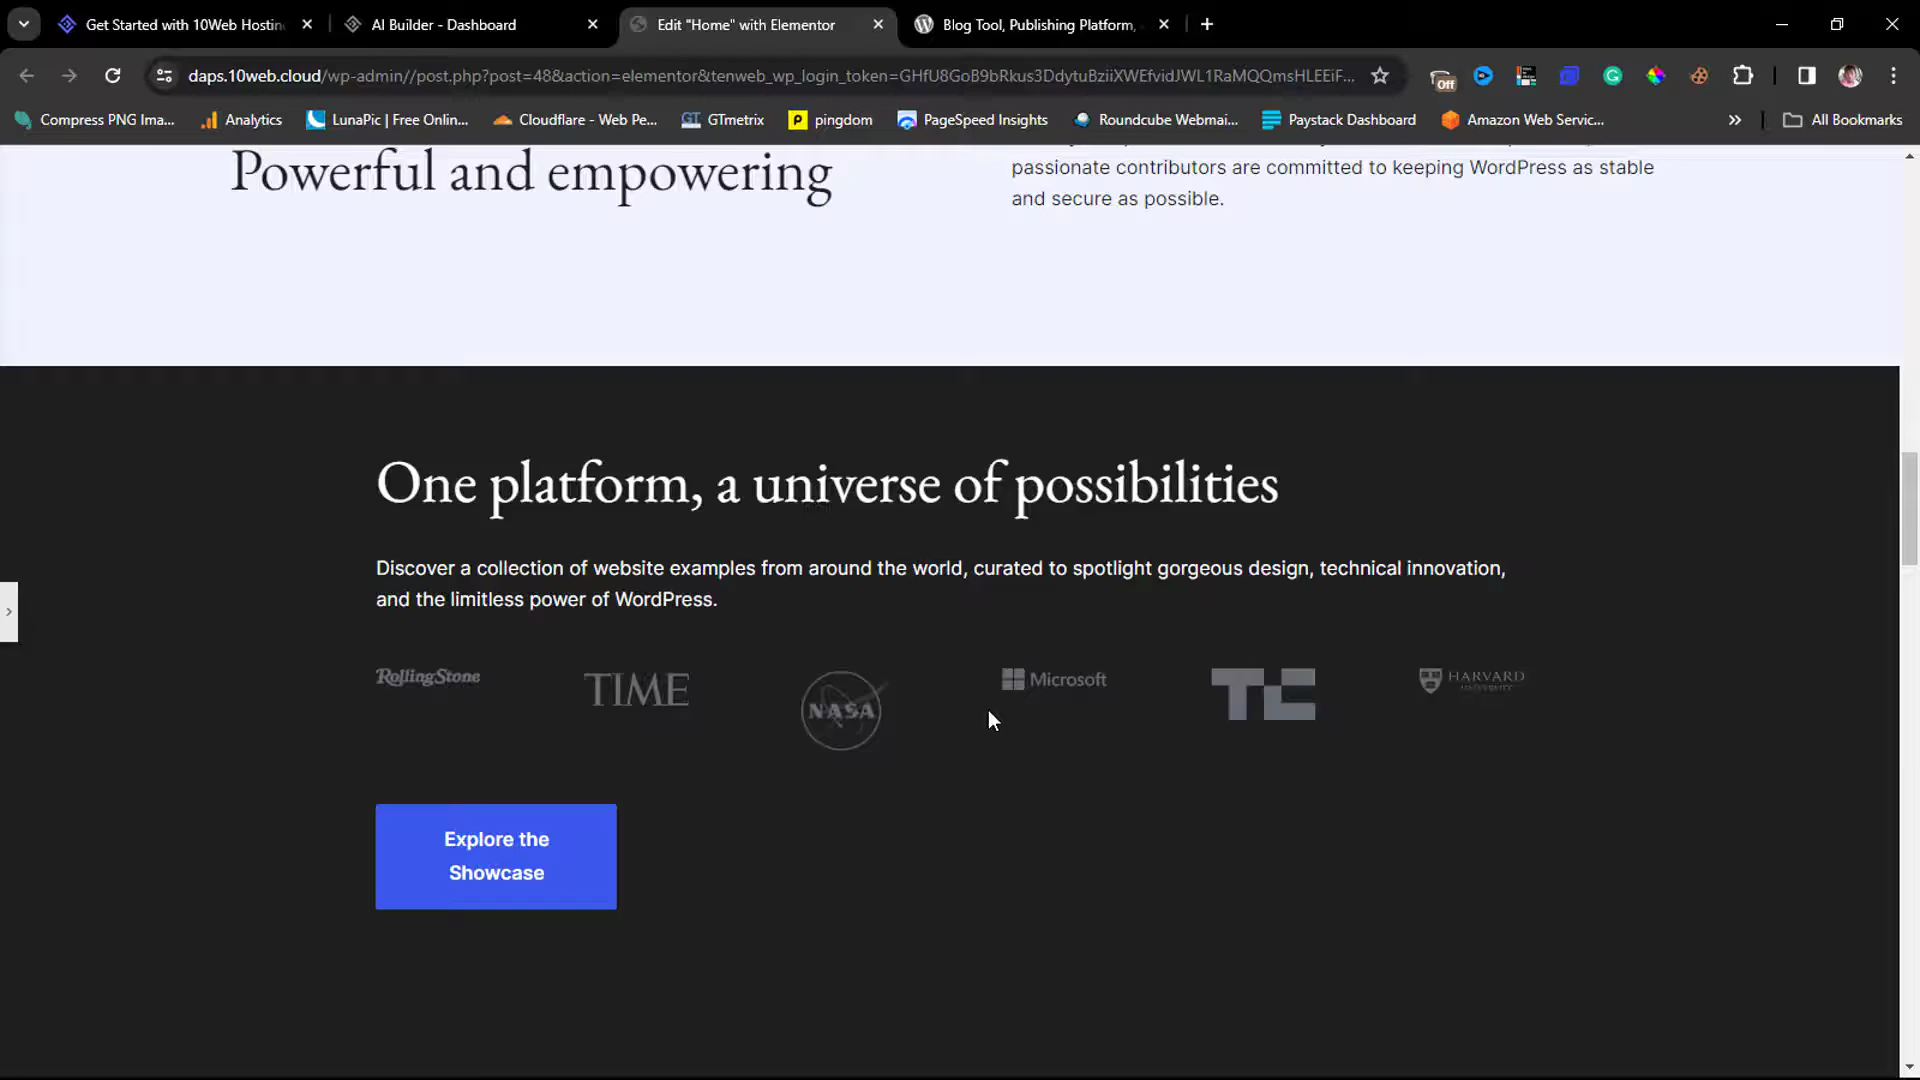 Get Started with 10Web Hostin
AI Builder - Dashboard
Edit "Home" with Elementor
Blog Tool, Publishing Platform,
daps.10web.cloud/wp-admin//post.php?post=48&action=elementor&tenweb_wp_login_token=GHfU8GoB9bRkus3DdytuBziiXWEfvidJWL1RaMQQmsHLEEiF...
Off
Compress PNG Ima...
Analytics
LunaPic | Free Onlin...
Cloudflare - Web Pe...
GT
GTmetrix
pingdom
PageSpeed Insights
Roundcube Webmai...
Paystack Dashboard
Amazon Web Servic...
All Bookmarks
Powerful and empowering
passionate contributors are committed to keeping WordPress as stable
and secure as possible.
One platform, a universe of possibilities
Discover a collection of website examples from around the world, curated to spotlight gorgeous design, technical innovation,
and the limitless power of WordPress.
RollingStone
TIME
NASA
Microsoft
TC
HARVARD
UNIVERSITY
Explore the
Showcase